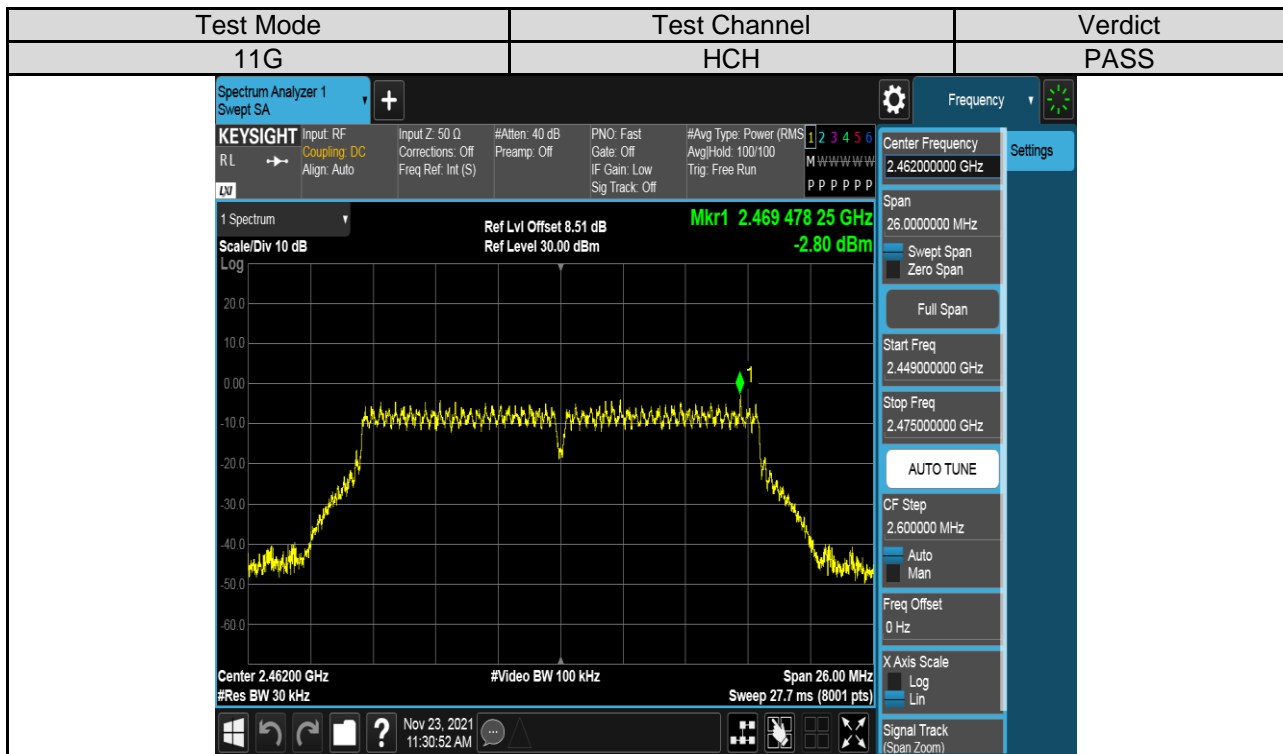 Test Mode Test Channel Verdict
11G HCH PASS
Spectrum Analyzer 1
Swept SA
+
Frequency
KEYSIGHT
R L
LXI
Input: RF
Coupling: DC
Align: Auto
Input Z: 50 Ω
Corrections: Off
Freq Ref: Int (S)
#Atten: 40 dB
Preamp: Off
PNO: Fast
Gate: Off
IF Gain: Low
Sig Track: Off
#Avg Type: Power (RMS
Avg|Hold: 100/100
Trig: Free Run
1 2 3 4 5 6
M W W W W W
P P P P P P
1 Spectrum
Scale/Div 10 dB
Log
Ref Lvl Offset 8.51 dB
Ref Level 30.00 dBm
Mkr1 2.469 478 25 GHz
-2.80 dBm
20.0
10.0
0.00
-10.0
-20.0
-30.0
-40.0
-50.0
-60.0
1
Center 2.46200 GHz
#Res BW 30 kHz
#Video BW 100 kHz
Span 26.00 MHz
Sweep 27.7 ms (8001 pts)
Center Frequency
2.462000000 GHz
Span
26.0000000 MHz
Swept Span
Zero Span
Full Span
Start Freq
2.449000000 GHz
Stop Freq
2.475000000 GHz
AUTO TUNE
CF Step
2.600000 MHz
Auto
Man
Freq Offset
0 Hz
X Axis Scale
Log
Lin
Signal Track
(Span Zoom)
Settings
?
Nov 23, 2021
11:30:52 AM